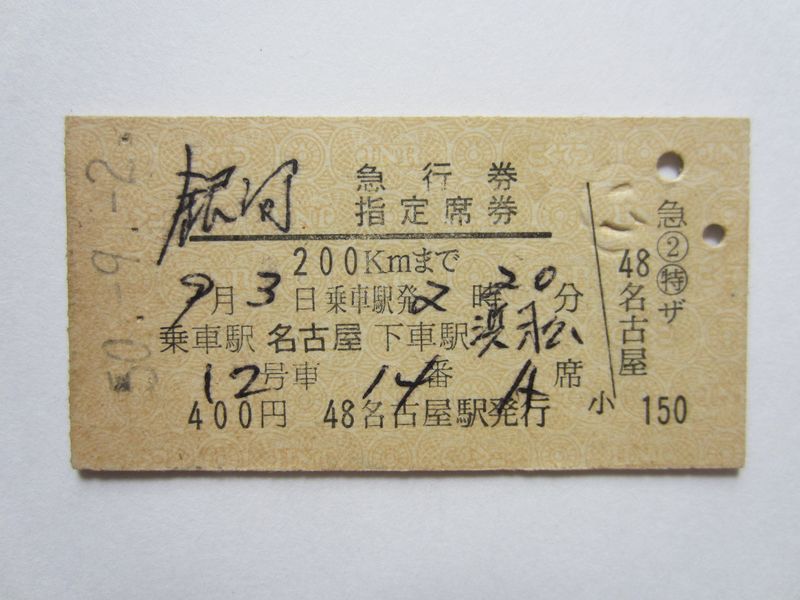 50.-9.-2.
銀河 急行券
指定席券
200Kmまで
9月3日乗車駅発2時20分
乗車駅 名古屋 下車駅 浜松
12号車 14番 A席
400円 48名古屋駅発行
小 150
急②㊕ザ
48名古屋